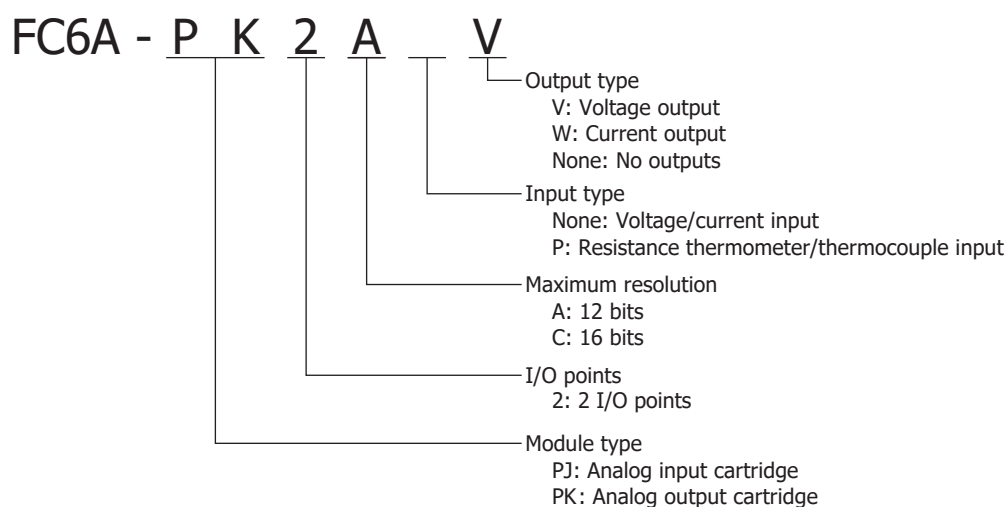 FC6A - P K 2 A V
Output type
V: Voltage output
W: Current output
None: No outputs
Input type
None: Voltage/current input
P: Resistance thermometer/thermocouple input
Maximum resolution
A: 12 bits
C: 16 bits
I/O points
2: 2 I/O points
Module type
PJ: Analog input cartridge
PK: Analog output cartridge